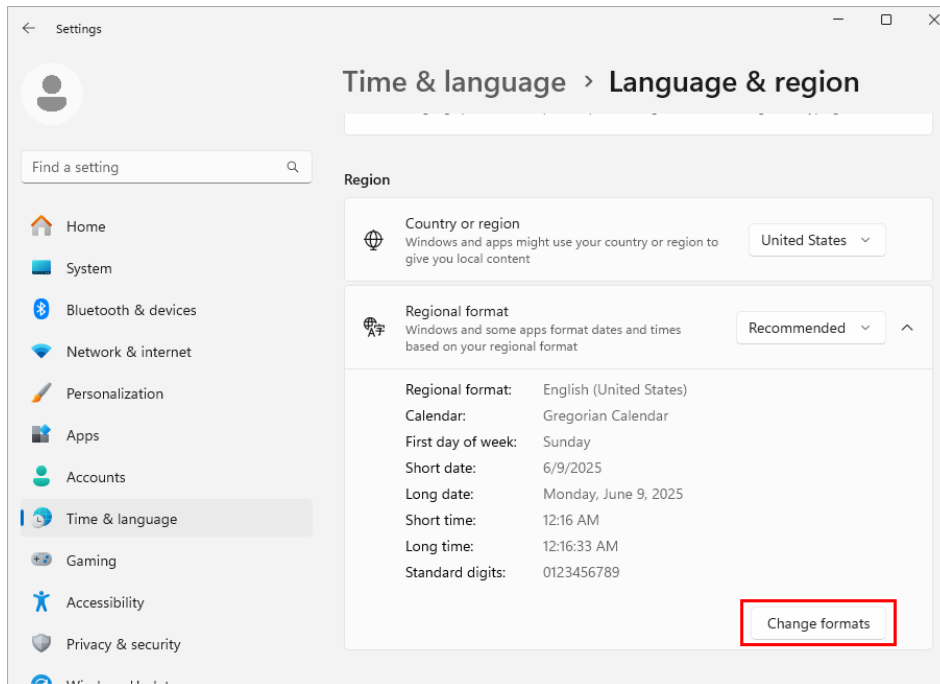 Settings
Time & language > Language & region
Find a setting
Home
System
Bluetooth & devices
Network & internet
Personalization
Apps
Accounts
Time & language
Gaming
Accessibility
Privacy & security
Region
Country or region
Windows and apps might use your country or region to
give you local content
United States
Regional format
Windows and some apps format dates and times
based on your regional format
Recommended
Regional format: English (United States)
Calendar: Gregorian Calendar
First day of week: Sunday
Short date: 6/9/2025
Long date: Monday, June 9, 2025
Short time: 12:16 AM
Long time: 12:16:33 AM
Standard digits: 0123456789
Change formats